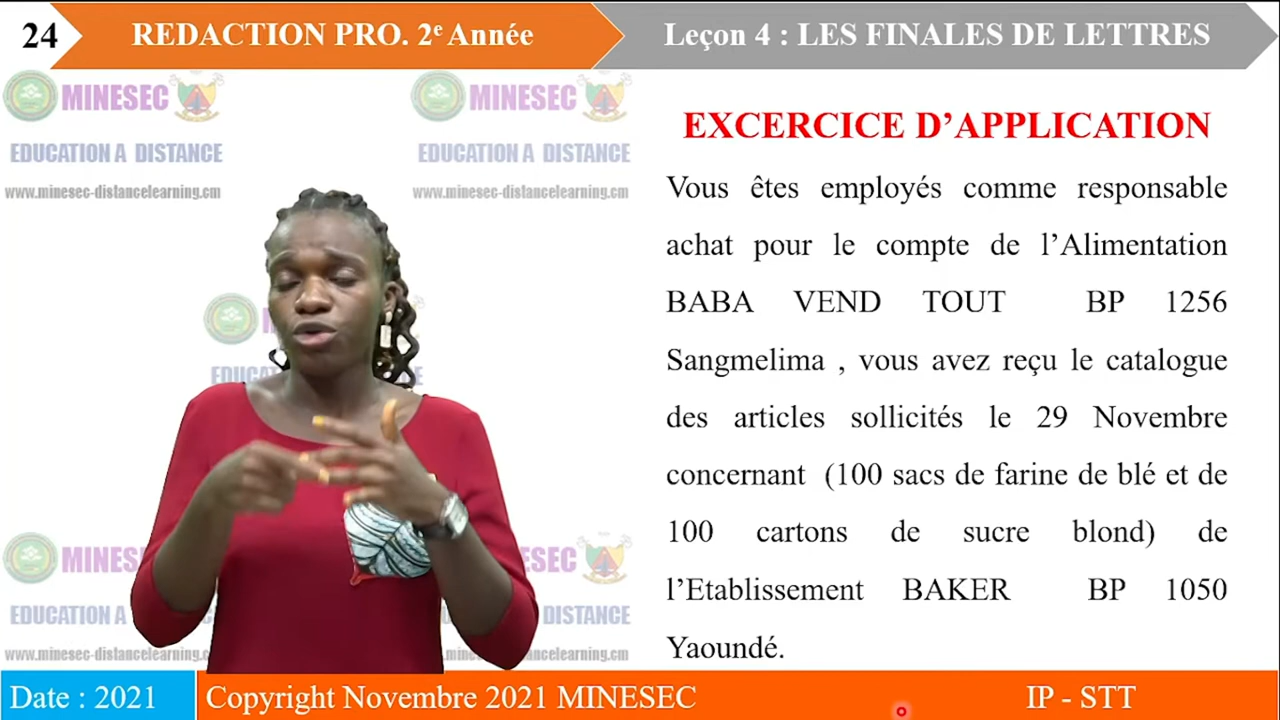 24
REDACTION PRO. 2e Année
Leçon 4 : LES FINALES DE LETTRES
MINESEC
MINESEC
EDUCATION A DISTANCE
EDUCATION A DISTANCE
www.minesec-distancelearning.cm
www.minesec-distancelearning.cm
EXCERCICE D’APPLICATION
Vous êtes employés comme responsable
achat pour le compte de l’Alimentation
BABA VEND TOUT BP 1256
Sangmelima , vous avez reçu le catalogue
des articles sollicités le 29 Novembre
concernant (100 sacs de farine de blé et de
100 cartons de sucre blond) de
l’Etablissement BAKER BP 1050
Yaoundé.
Date : 2021
Copyright Novembre 2021 MINESEC
IP - STT